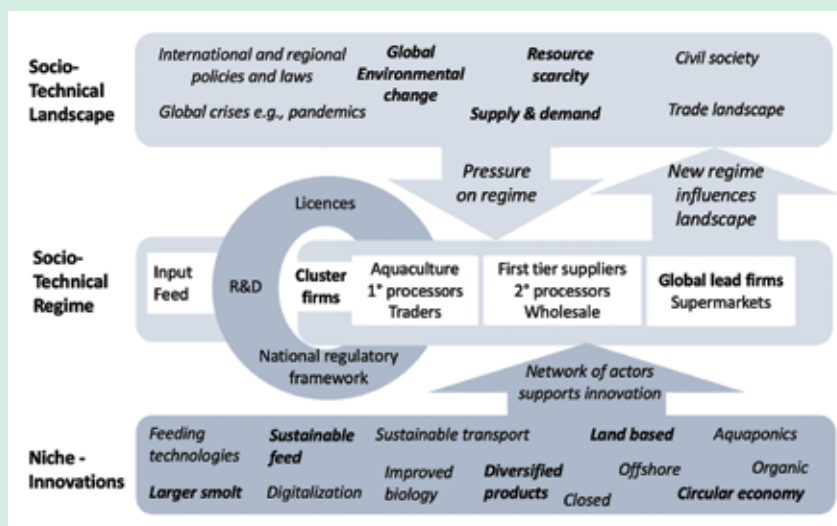 Socio-
Technical
Landscape
International and regional
policies and laws
Global
Environmental
change
Resource
scarcity
Civil society
Global crises e.g., pandemics
Supply & demand
Trade landscape
Pressure
on regime
New regime
influences
landscape
Socio-
Technical
Regime
Input
Feed
Licences
R&D
National regulatory
framework
Cluster
firms
Aquaculture
1° processors
Traders
First tier suppliers
2° processors
Wholesale
Global lead firms
Supermarkets
Network of actors
supports innovation
Niche -
Innovations
Feeding
technologies
Sustainable
feed
Sustainable transport
Land based
Aquaponics
Larger smolt
Digitalization
Improved
biology
Diversified
products
Offshore
Closed
Organic
Circular economy